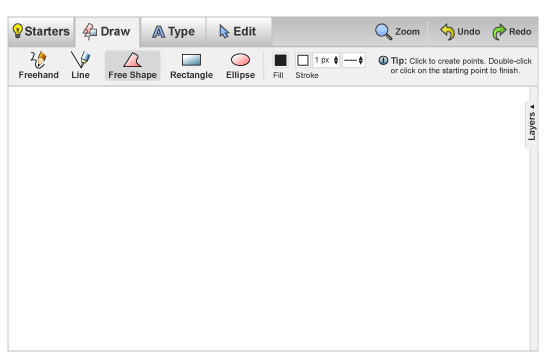 Starters Draw Type Edit Zoom Undo Redo
Freehand Line Free Shape Rectangle Ellipse Fill Stroke 1 px
Tip: Click to create points. Double-click
or click on the starting point to finish.
Layers